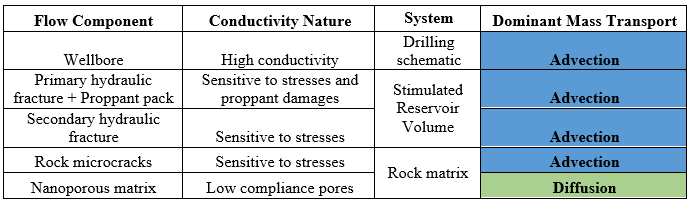 Flow Component Conductivity Nature System Dominant Mass Transport
Wellbore High conductivity Drilling schematic Advection
Primary hydraulic fracture + Proppant pack Sensitive to stresses and proppant damages Stimulated Reservoir Volume Advection
Secondary hydraulic fracture Sensitive to stresses Advection
Rock microcracks Sensitive to stresses Rock matrix Advection
Nanoporous matrix Low compliance pores Diffusion